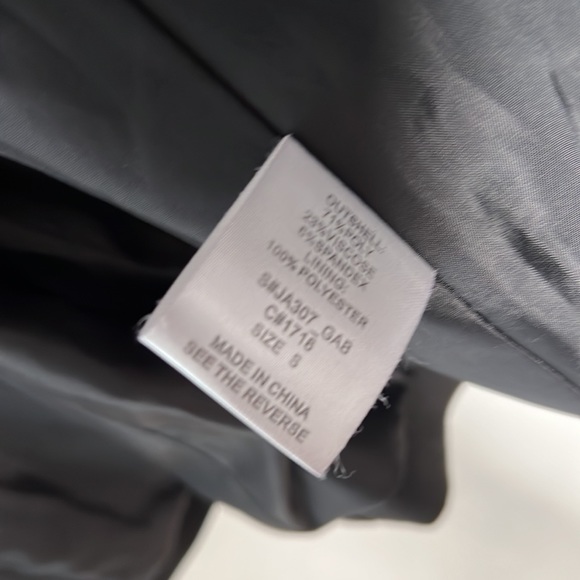 OUTSHELL:
71%POLY
23%VISCOSE
6%SPANDEX
LINING:
100%POLYESTER
S#JA307_GA8
C#1716
SIZE
MADE IN CHINA
SEE THE REVERSE